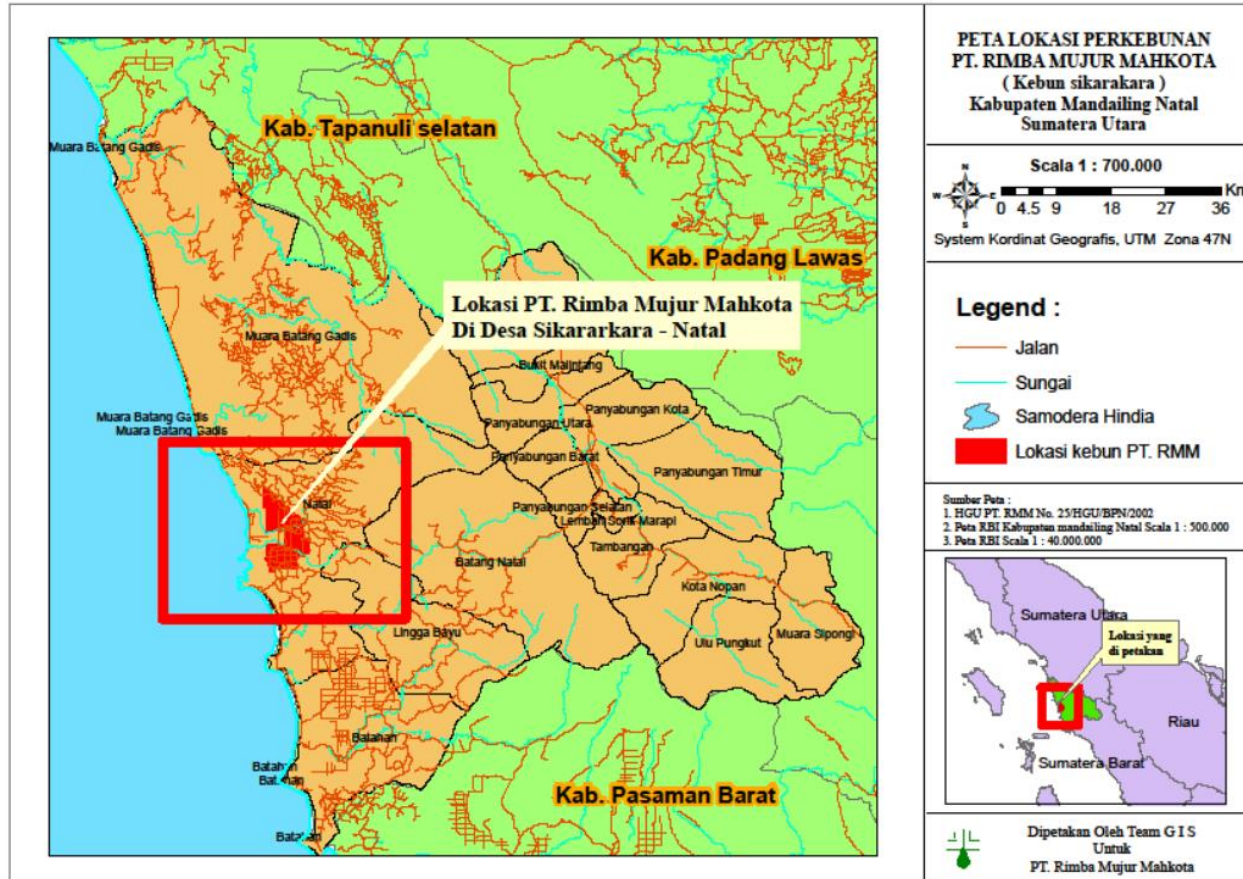 Kab. Tapanuli selatan
Muara Batang Gadis
Kab. Padang Lawas
Lokasi PT. Rimba Mujur Mahkota
Di Desa Sikararkara - Natal
Muara Batang Gadis
Bukit Malintang
Panyabungan Kota
Muara Batang Gadis
Muara Batang Gadis
Panyabungan Utara
Panyabungan Barat
Panyabungan Timur
Natal
Panyabungan Selatan
Lembah Sorik Marapi
Tambangan
Batang Natal
Kota Nopan
Lingga Bayu
Ulu Pungkut
Muara Sipongi
Batahan
Batahan
Kab. Pasaman Barat
PETA LOKASI PERKEBUNAN
PT. RIMBA MUJUR MAHKOTA
( Kebun sikarakara )
Kabupaten Mandailing Natal
Sumatera Utara
Scala 1 : 700.000
N
W E
S
Km
0 4.5 9 18 27 36
System Kordinat Geografis, UTM Zona 47N
Legend :
Jalan
Sungai
Samodera Hindia
Lokasi kebun PT. RMM
Sumber Peta :
1. HGU PT. RMM No. 25/HGU/BPN/2002
2. Peta RBI Kabupaten mandailing Natal Scala 1 : 500.000
3. Peta RBI Scala 1 : 40.000.000
Sumatera Utara
Lokasi yang
di petakan
Riau
Sumatera Barat
Dipetakan Oleh Team G I S
Untuk
PT. Rimba Mujur Mahkota